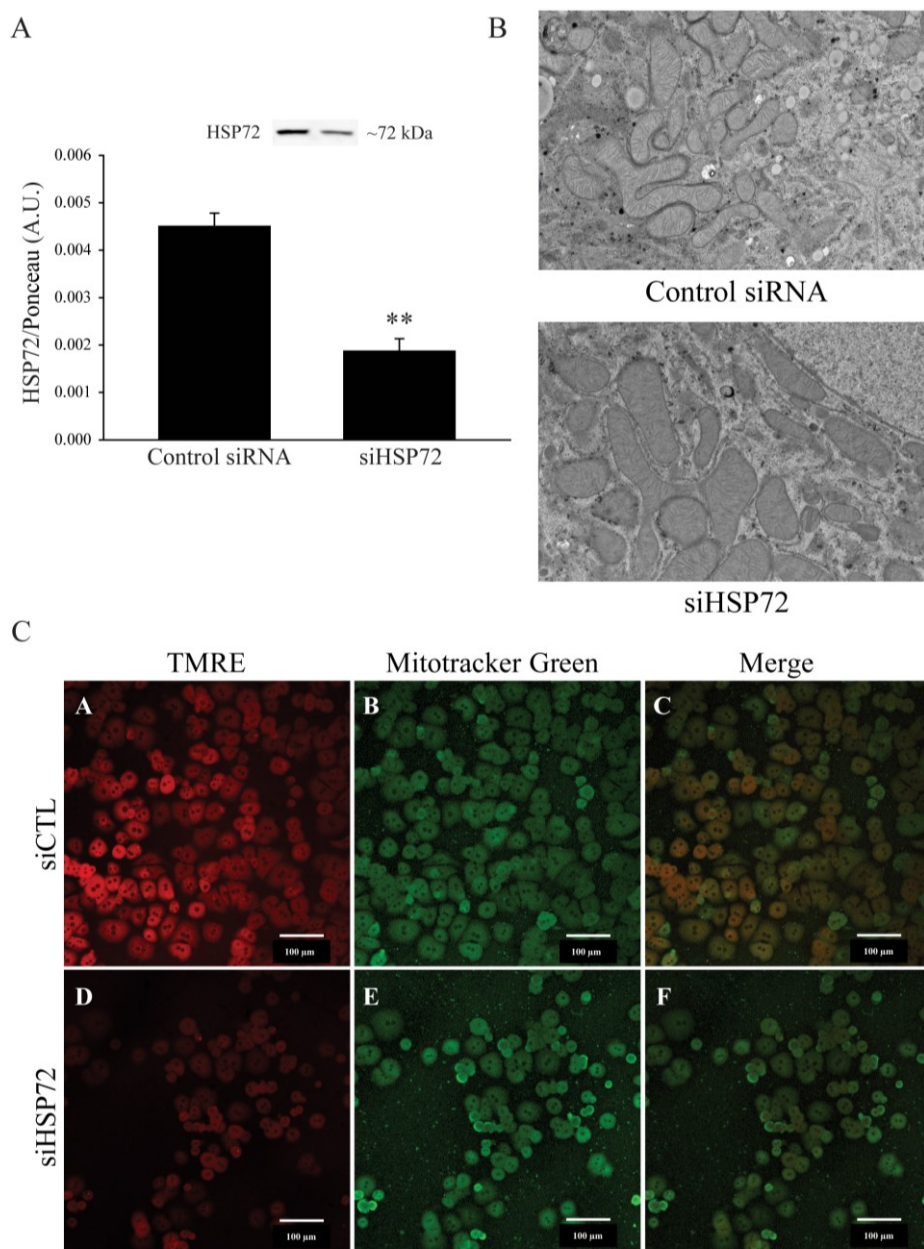 A
HSP72 ~72 kDa
HSP72/Ponceau (A.U.)
0.006
0.005
0.004
0.003
0.002
0.001
0.000
**
Control siRNA siHSP72
B
Control siRNA
siHSP72
C
TMRE Mitotracker Green Merge
siCTL
A B C
100 µm 100 µm 100 µm
siHSP72
D E F
100 µm 100 µm 100 µm